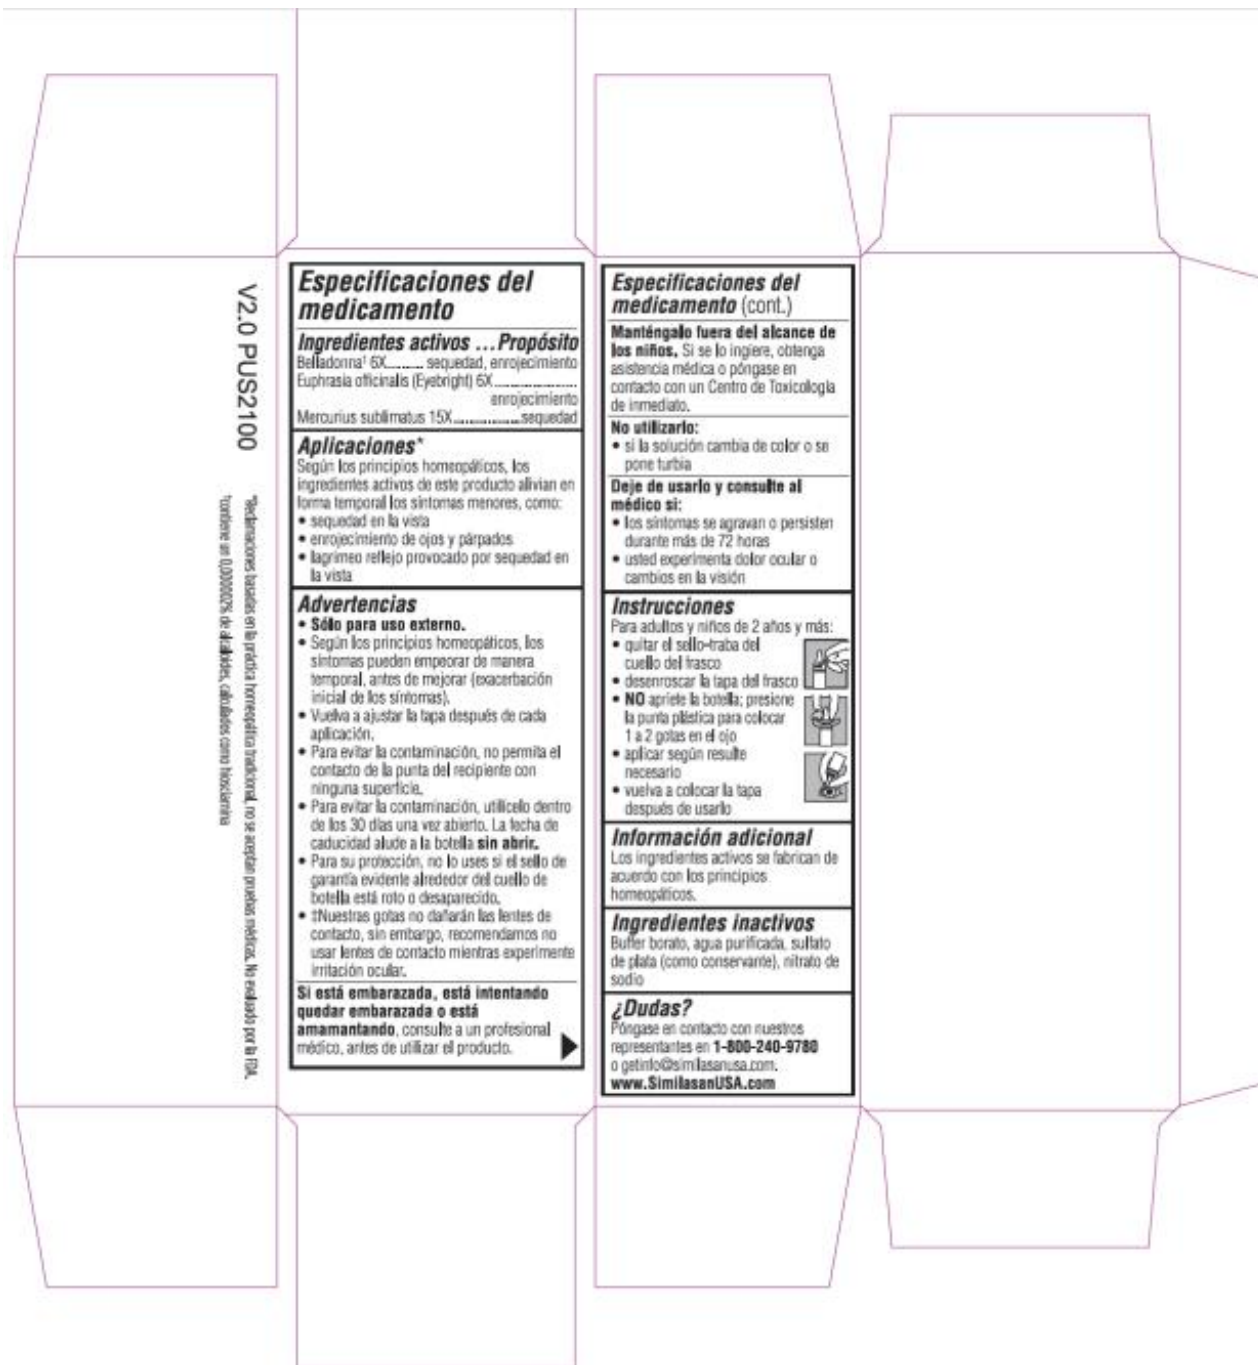 V2.0 PUS2100
*Reclamaciones basadas en la práctica homeopática tradicional, no se aceptan pruebas médicas. No evaluado por la FDA.
†contiene un 0,000002% de alcaloides, calculados como hiosciamina
Especificaciones del
medicamento
Ingredientes activos ...Propósito
Belladonna† 6X.......... sequedad, enrojecimiento
Euphrasia officinalis (Eyebright) 6X......................
enrojecimiento
Mercurius sublimatus 15X..................sequedad
Aplicaciones*
Según los principios homeopáticos, los
ingredientes activos de este producto alivian en
forma temporal los síntomas menores, como:
• sequedad en la vista
• enrojecimiento de ojos y párpados
• lagrimeo reflejo provocado por sequedad en
la vista
Advertencias
• Sólo para uso externo.
• Según los principios homeopáticos, los
síntomas pueden empeorar de manera
temporal, antes de mejorar (exacerbación
inicial de los síntomas).
• Vuelva a ajustar la tapa después de cada
aplicación.
• Para evitar la contaminación, no permita el
contacto de la punta del recipiente con
ninguna superficie.
• Para evitar la contaminación, utilícelo dentro
de los 30 días una vez abierto. La fecha de
caducidad alude a la botella sin abrir.
• Para su protección, no lo uses si el sello de
garantía evidente alrededor del cuello de
botella está roto o desaparecido.
• ‡Nuestras gotas no dañarán las lentes de
contacto, sin embargo, recomendamos no
usar lentes de contacto mientras experimente
irritación ocular.
Si está embarazada, está intentando
quedar embarazada o está
amamantando, consulte a un profesional
médico, antes de utilizar el producto.
Especificaciones del
medicamento (cont.)
Manténgalo fuera del alcance de
los niños. Si se lo ingiere, obtenga
asistencia médica o póngase en
contacto con un Centro de Toxicología
de inmediato.
No utilizarlo:
• si la solución cambia de color o se
pone turbia
Deje de usarlo y consulte al
médico si:
• los síntomas se agravan o persisten
durante más de 72 horas
• usted experimenta dolor ocular o
cambios en la visión
Instrucciones
Para adultos y niños de 2 años y más:
• quitar el sello-traba del
cuello del frasco
• desenroscar la tapa del frasco
• NO apriete la botella; presione
la punta plástica para colocar
1 a 2 gotas en el ojo
• aplicar según resulte
necesario
• vuelva a colocar la tapa
después de usarlo
Información adicional
Los ingredientes activos se fabrican de
acuerdo con los principios
homeopáticos.
Ingredientes inactivos
Buffer borato, agua purificada, sulfato
de plata (como conservante), nitrato de
sodio
¿Dudas?
Póngase en contacto con nuestros
representantes en 1-800-240-9780
o getinfo@similasanusa.com.
www.SimilasanUSA.com